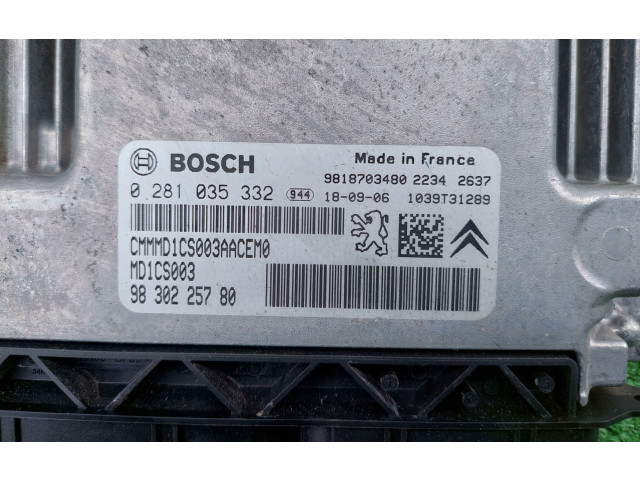 BOSCH
Made in France
9818703480 2234 2637
0 281 035 332 944 18-09-06 1039T31289
CMMMD1CS003AACEM0
MD1CS003
98 302 257 80